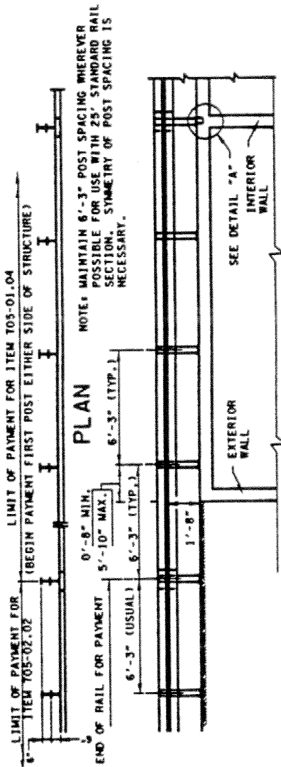 LIMIT OF PAYMENT FOR
ITEM 705-02.02
LIMIT OF PAYMENT FOR ITEM 705-01.04
(BEGIN PAYMENT FIRST POST EITHER SIDE OF STRUCTURE)
6"
PLAN
NOTE: MAINTAIN 6'-3" POST SPACING WHEREVER
POSSIBLE FOR USE WITH 25' STANDARD RAIL
SECTION. SYMMETRY OF POST SPACING IS
NECESSARY.
0'-8" MIN.
5'-10" MAX.
6'-3" (TYP.)
END OF RAIL FOR PAYMENT
6'-3" (USUAL)
6'-3" (TYP.)
1'-8"
EXTERIOR
WALL
SEE DETAIL "A"
INTERIOR
WALL